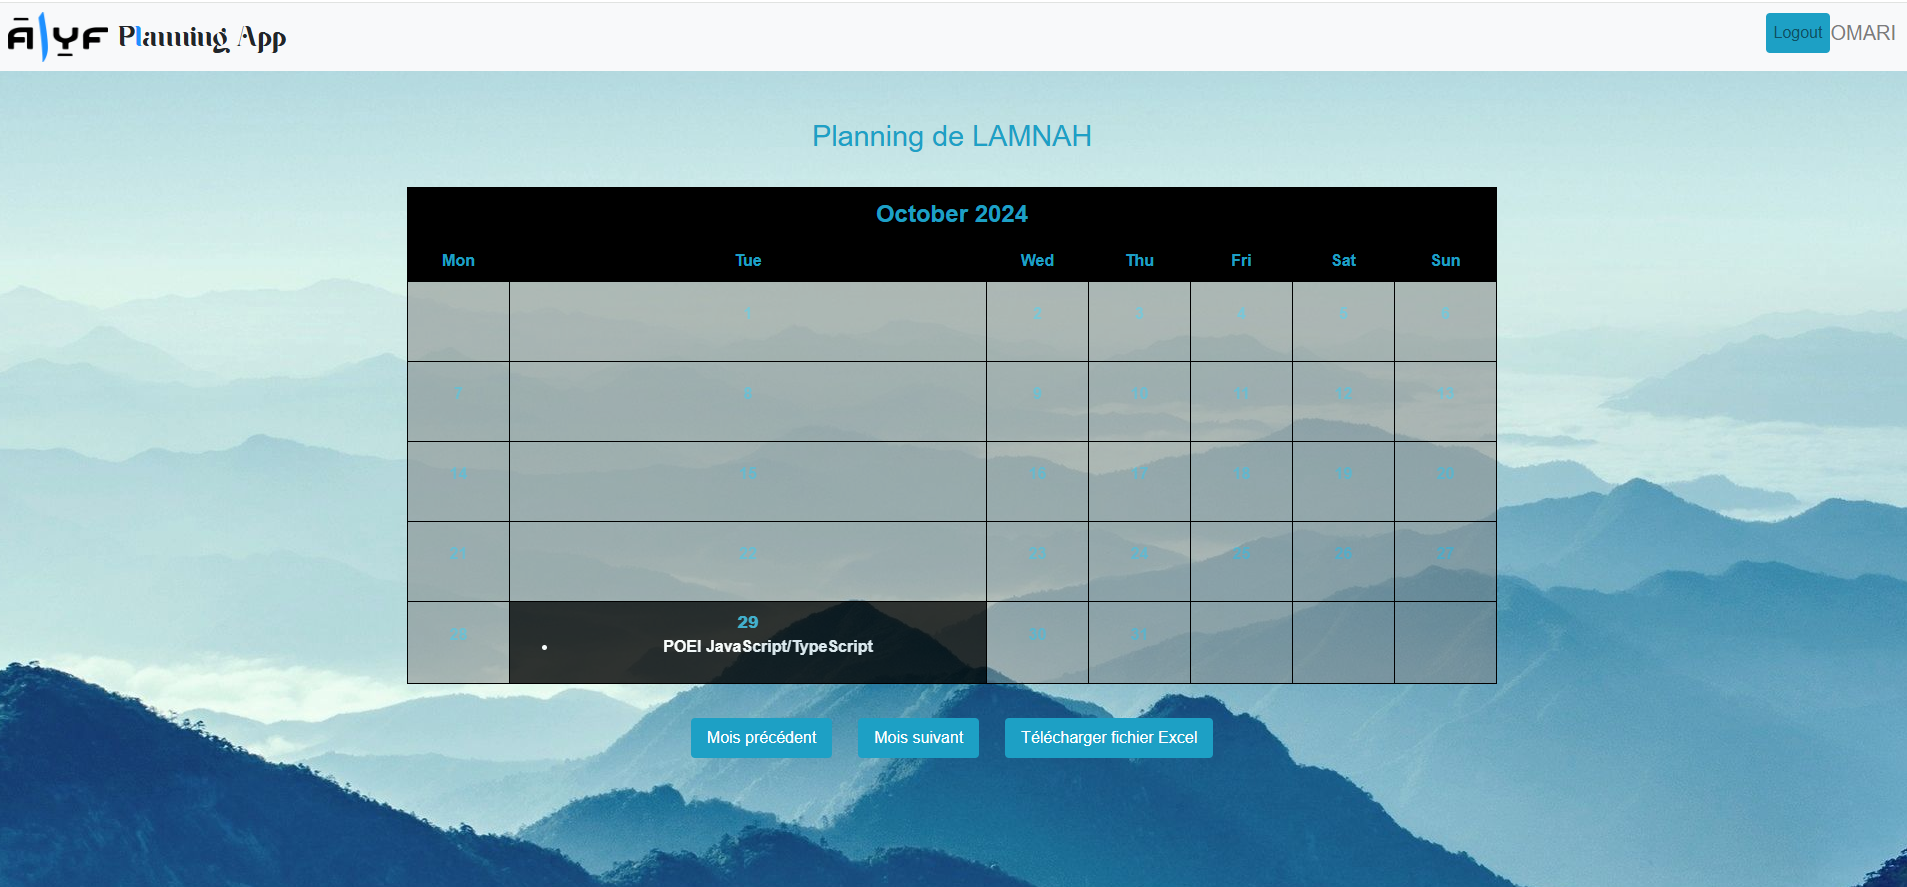 ALYF Planning App
Logout OMARI
Planning de LAMNAH
October 2024
Mon Tue Wed Thu Fri Sat Sun
1 2 3 4 5 6
7 8 9 10 11 12 13
14 15 16 17 18 19 20
21 22 23 24 25 26 27
28 29 30 31
• POEI JavaScript/TypeScript
Mois précédent Mois suivant Télécharger fichier Excel